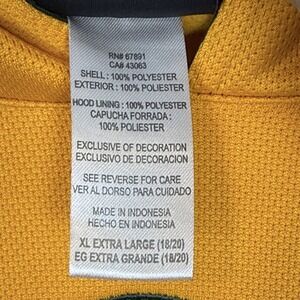 RN# 67891
CA# 43063
SHELL : 100% POLYESTER
EXTERIOR : 100% POLYESTER
HOOD LINING : 100% POLYESTER
CAPUCHA FORRADA :
100% POLIESTER
EXCLUSIVE OF DECORATION
EXCLUSIVO DE DECORACION
SEE REVERSE FOR CARE
VER AL DORSO PARA CUIDADO
MADE IN INDONESIA
HECHO EN INDONESIA
XL EXTRA LARGE (18/20)
EG EXTRA GRANDE (18/20)